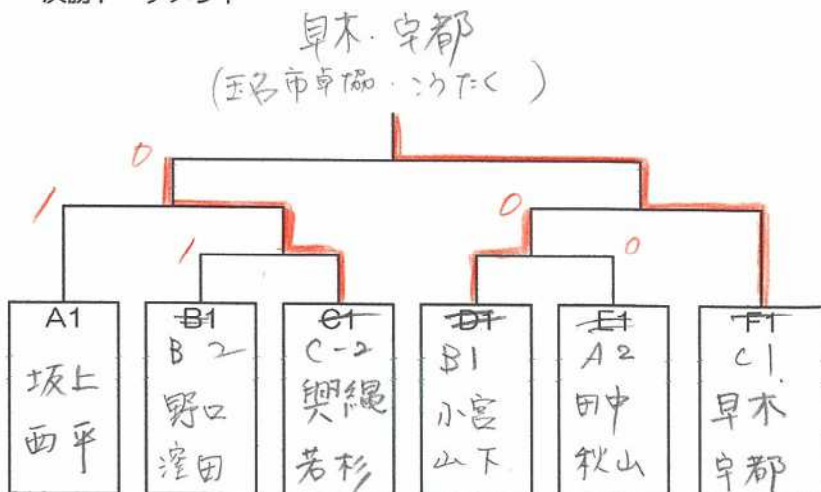 早木・宇都
(玉名市卓協・こうたく)
0
1
0
1
0
A1
坂上
西平
B1
B2
野口
窪田
C1
C-2
興縄
若杉
D1
B1
小宮
山下
E1
A2
田中
秋山
F1
C1
早木
宇都